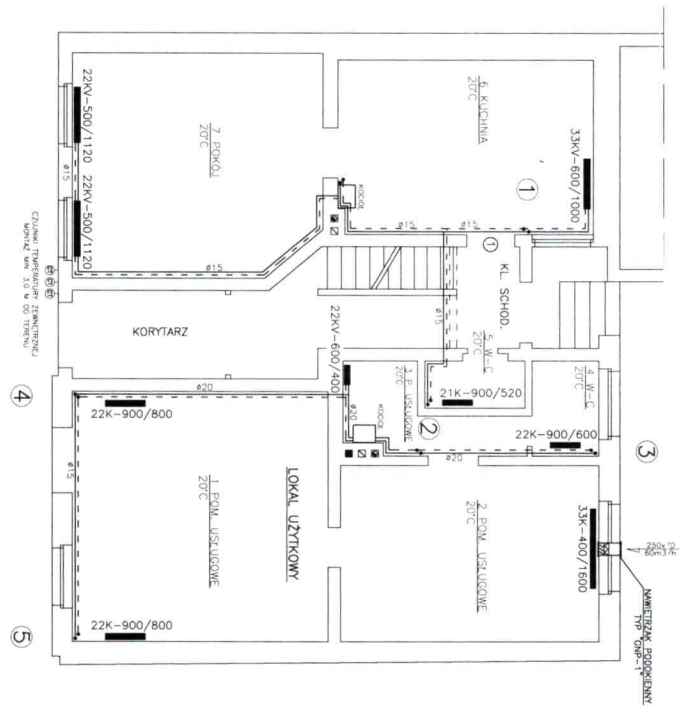 6 KUCHNIA
20°C
33KV-600/1000
1
7 POKÓJ
20°C
22KV-500/1120
22KV-500/1120
ø15
KOCIOŁ
ø15
ø15
ø15
CZUJNIKI TEMPERATURY ZEWNĘTRZNEJ
MONTAŻ MIN 3.0 M OD TERENU
1
KL. SCHOD.
ø15
KORYTARZ
22KV-600/400
5. W-C
20°C
21K-900/520
4. W-C
20°C
22K-900/600
3 P. USŁUGOWE
20°C
2
3
4
ø20
22K-900/800
ø20
KOCIOŁ
ø20
ø15
LOKAL UŻYTKOWY
1. POM. USŁUGOWE
20°C
2. POM. USŁUGOWE
20°C
33K-400/1600
60m3/h
NAWIETRZAK PODOKIENNY
TYP "GNP-1"
22K-900/800
5